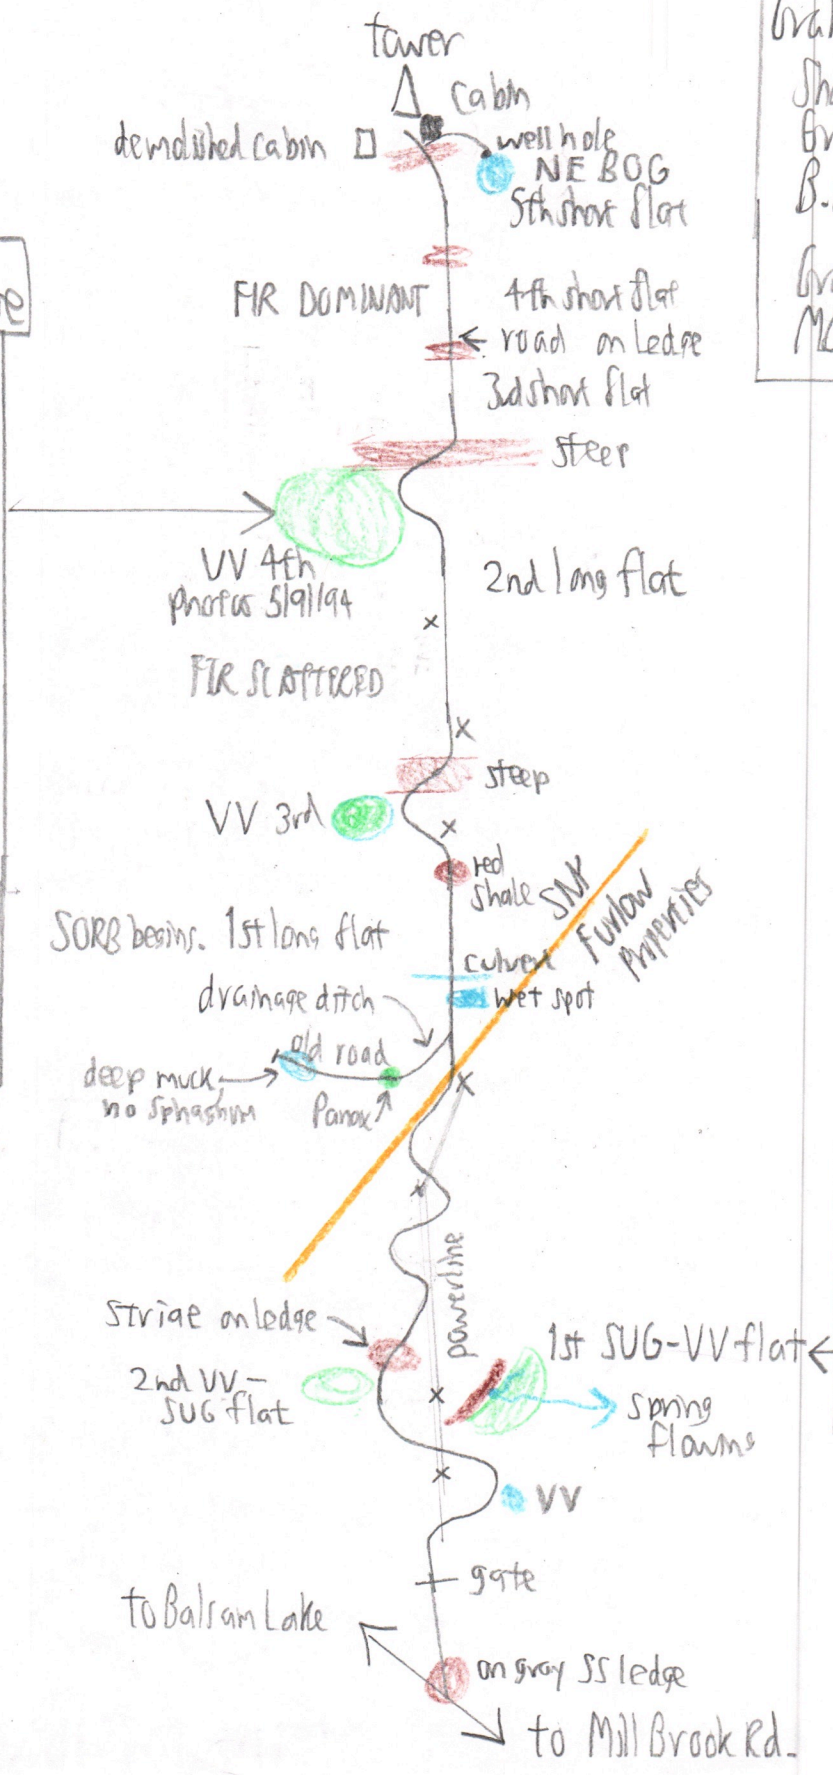 tower
cabin
demolished cabin
well hole
NE BOG
5th short flat
FIR DOMINANT
4th short flat
road on ledge
3rd short flat
steep
VV 4th
photos 5/9/94
2nd long flat
FIR SCATTERED
steep
VV 3rd
red
shale
SNK
Furlow
Properties
SORB begins. 1st long flat
culvert
drainage ditch
wet spot
old road
deep muck
no sphagnum
Panax
powerline
striae on ledge
1st SUG-VV flat
2nd VV-
SUG flat
spring
flowing
VV
gate
to Balsam Lake
on gray SS ledge
to Mill Brook Rd.